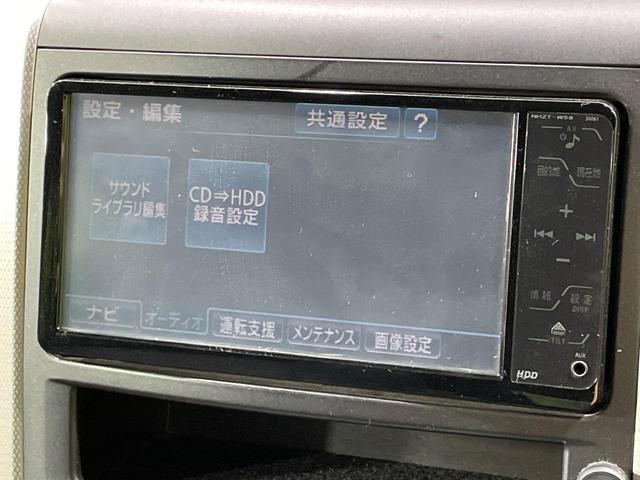 設定・編集
共通設定
?
サウンド
ライブラリ編集
CD⇒HDD
録音設定
ナビ
オーディオ
運転支援
メンテナンス
画像設定
NHZT-W58
AV
目的地
現在地
+
−
情報
設定
DISP
TILT
AUX
HDD